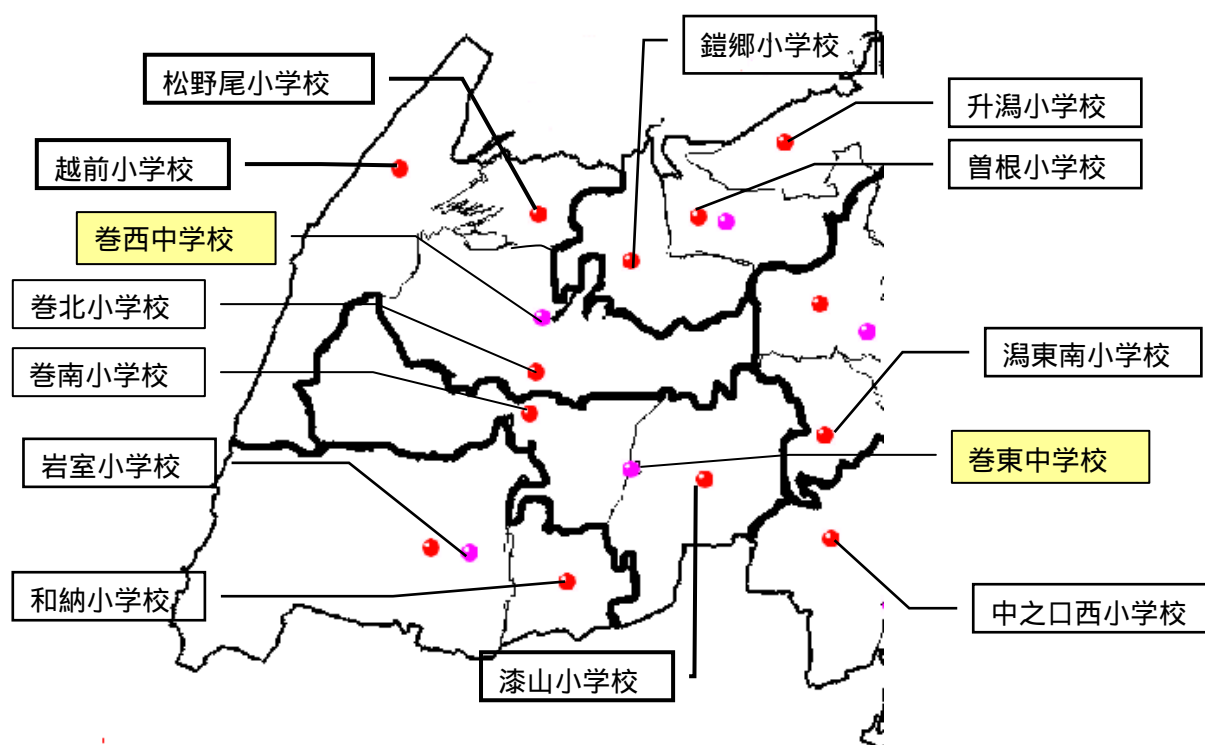 鎧郷小学校
松野尾小学校
升潟小学校
越前小学校
曽根小学校
巻西中学校
巻北小学校
巻南小学校
潟東南小学校
岩室小学校
巻東中学校
和納小学校
中之口西小学校
漆山小学校